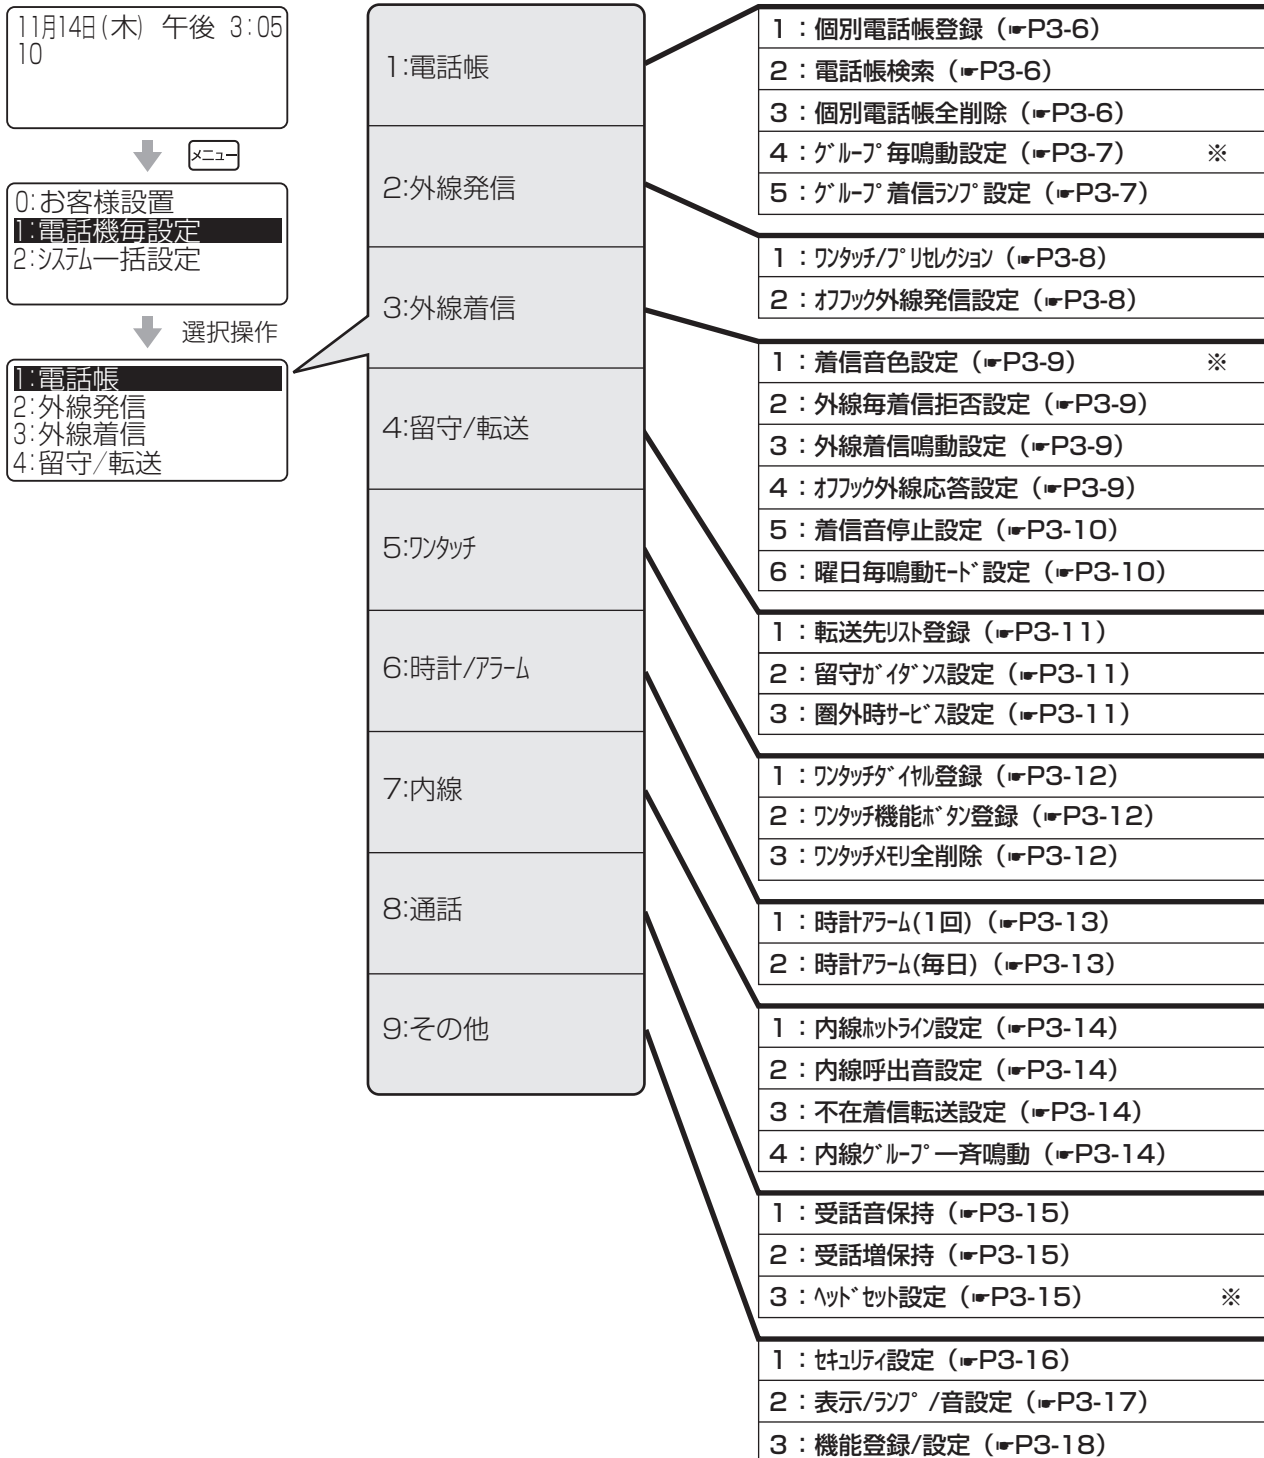 11月14日(木) 午後 3:05
10
メニュー
0:お客様設置
1:電話機毎設定
2:ｼｽﾃﾑ一括設定
選択操作
1:電話帳
2:外線発信
3:外線着信
4:留守/転送
1:電話帳
2:外線発信
3:外線着信
4:留守/転送
5:ﾜﾝﾀｯﾁ
6:時計/ｱﾗｰﾑ
7:内線
8:通話
9:その他
1：個別電話帳登録（☛P3-6）
2：電話帳検索（☛P3-6）
3：個別電話帳全削除（☛P3-6）
4：ｸﾞﾙｰﾌﾟ毎鳴動設定（☛P3-7） ※
5：ｸﾞﾙｰﾌﾟ着信ﾗﾝﾌﾟ設定（☛P3-7）
1：ﾜﾝﾀｯﾁ/ﾌﾟﾘｾﾚｸｼｮﾝ（☛P3-8）
2：ｵﾌﾌｯｸ外線発信設定（☛P3-8）
1：着信音色設定（☛P3-9） ※
2：外線毎着信拒否設定（☛P3-9）
3：外線着信鳴動設定（☛P3-9）
4：ｵﾌﾌｯｸ外線応答設定（☛P3-9）
5：着信音停止設定（☛P3-10）
6：曜日毎鳴動ﾓｰﾄﾞ設定（☛P3-10）
1：転送先ﾘｽﾄ登録（☛P3-11）
2：留守ｶﾞｲﾀﾞﾝｽ設定（☛P3-11）
3：圏外時ｻｰﾋﾞｽ設定（☛P3-11）
1：ﾜﾝﾀｯﾁﾀﾞｲﾔﾙ登録（☛P3-12）
2：ﾜﾝﾀｯﾁ機能ﾎﾞﾀﾝ登録（☛P3-12）
3：ﾜﾝﾀｯﾁﾒﾓﾘ全削除（☛P3-12）
1：時計ｱﾗｰﾑ(1回)（☛P3-13）
2：時計ｱﾗｰﾑ(毎日)（☛P3-13）
1：内線ﾎｯﾄﾗｲﾝ設定（☛P3-14）
2：内線呼出音設定（☛P3-14）
3：不在着信転送設定（☛P3-14）
4：内線ｸﾞﾙｰﾌﾟ一斉鳴動（☛P3-14）
1：受話音保持（☛P3-15）
2：受話増保持（☛P3-15）
3：ﾍｯﾄﾞｾｯﾄ設定（☛P3-15） ※
1：ｾｷｭﾘﾃｨ設定（☛P3-16）
2：表示/ﾗﾝﾌﾟ/音設定（☛P3-17）
3：機能登録/設定（☛P3-18）